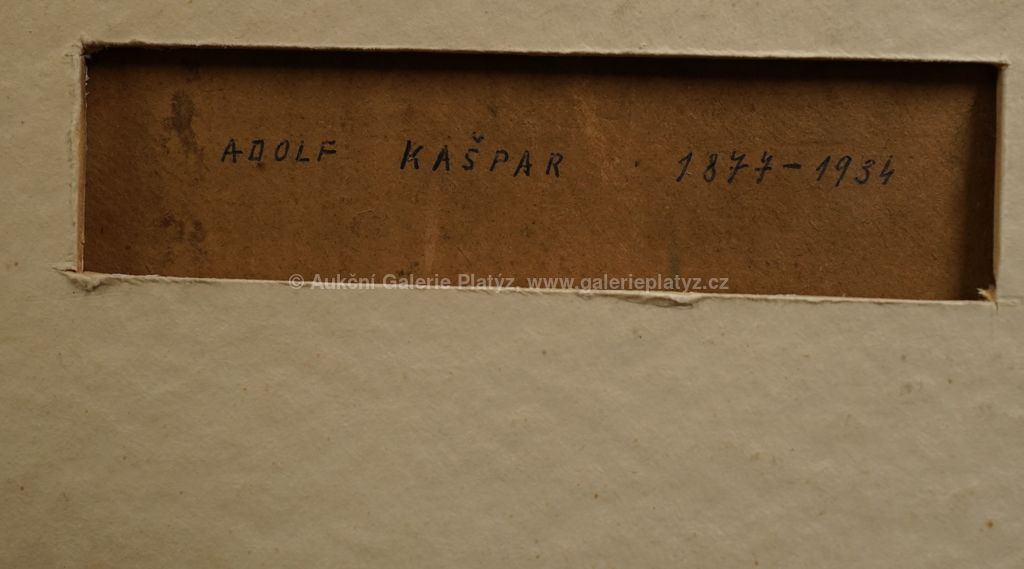 ADOLF KAŠPAR · 1877-1934
© Aukční Galerie Platýz, www.galerieplatyz.cz